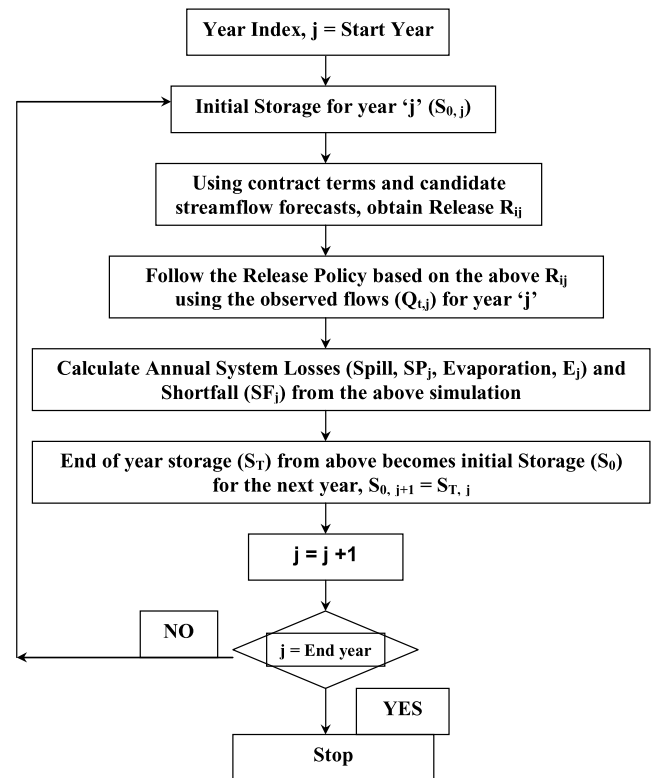 Year Index, j = Start Year
Initial Storage for year ‘j’ (S₀, ⱼ)
Using contract terms and candidate
streamflow forecasts, obtain Release Rᵢⱼ
Follow the Release Policy based on the above Rᵢⱼ
using the observed flows (Qₜ,ⱼ) for year ‘j’
Calculate Annual System Losses (Spill, SPⱼ, Evaporation, Eⱼ) and
Shortfall (SFⱼ) from the above simulation
End of year storage (S_T) from above becomes initial Storage (S₀)
for the next year, S₀, ⱼ₊₁ = S_T, ⱼ
j = j +1
NO
j = End year
YES
Stop